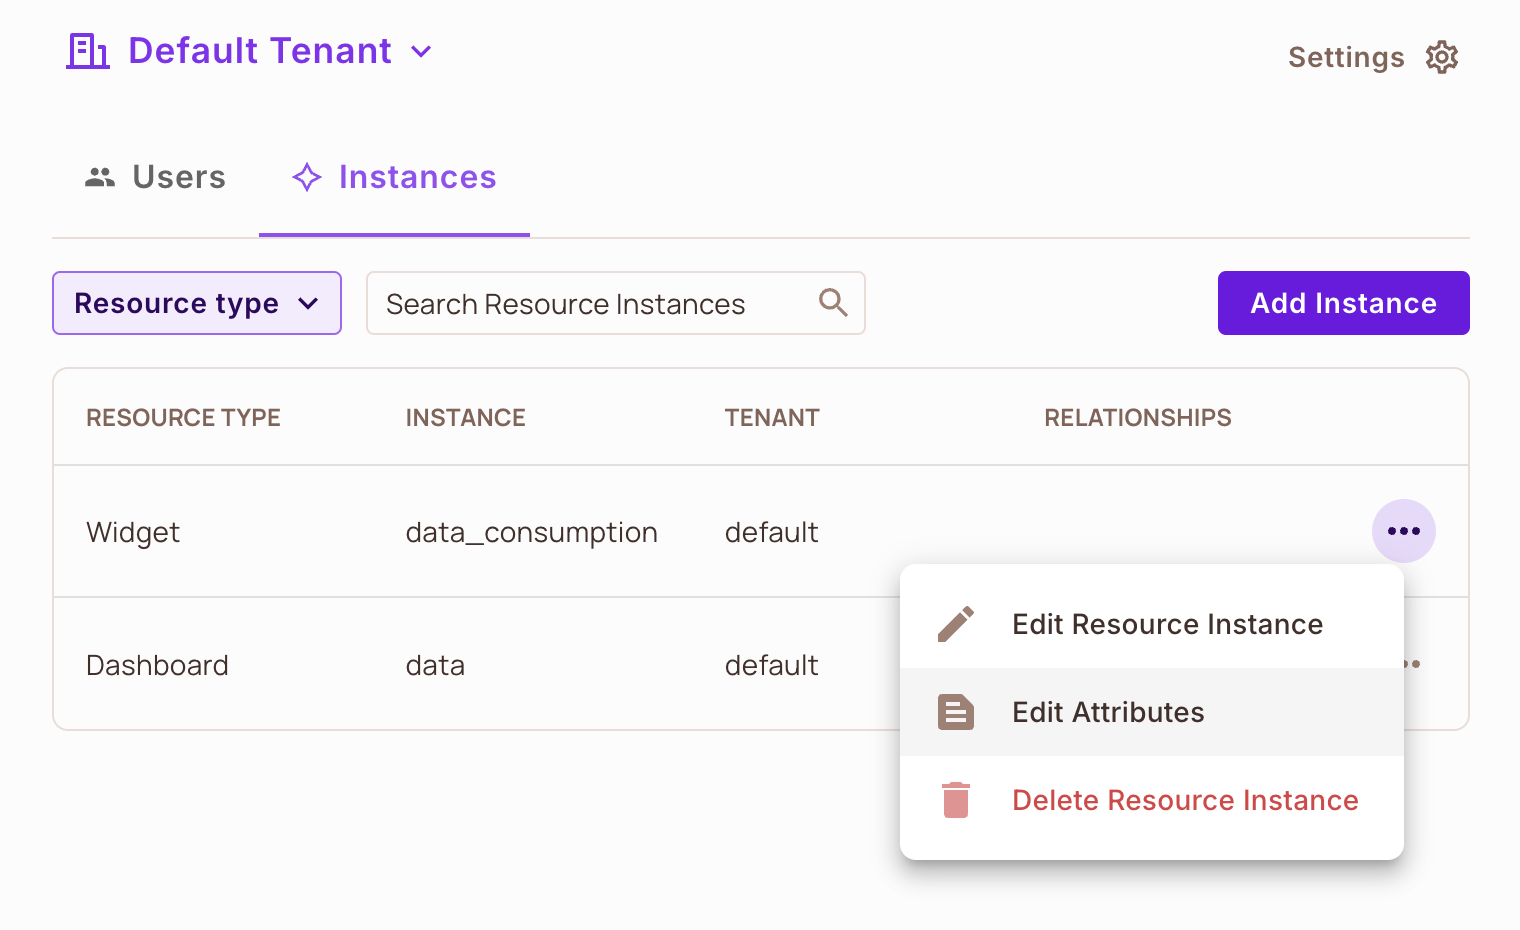 Default Tenant
Settings
Users
Instances
Resource type
Search Resource Instances
Add Instance
RESOURCE TYPE INSTANCE TENANT RELATIONSHIPS
Widget data_consumption default
Dashboard data default
Edit Resource Instance
Edit Attributes
Delete Resource Instance